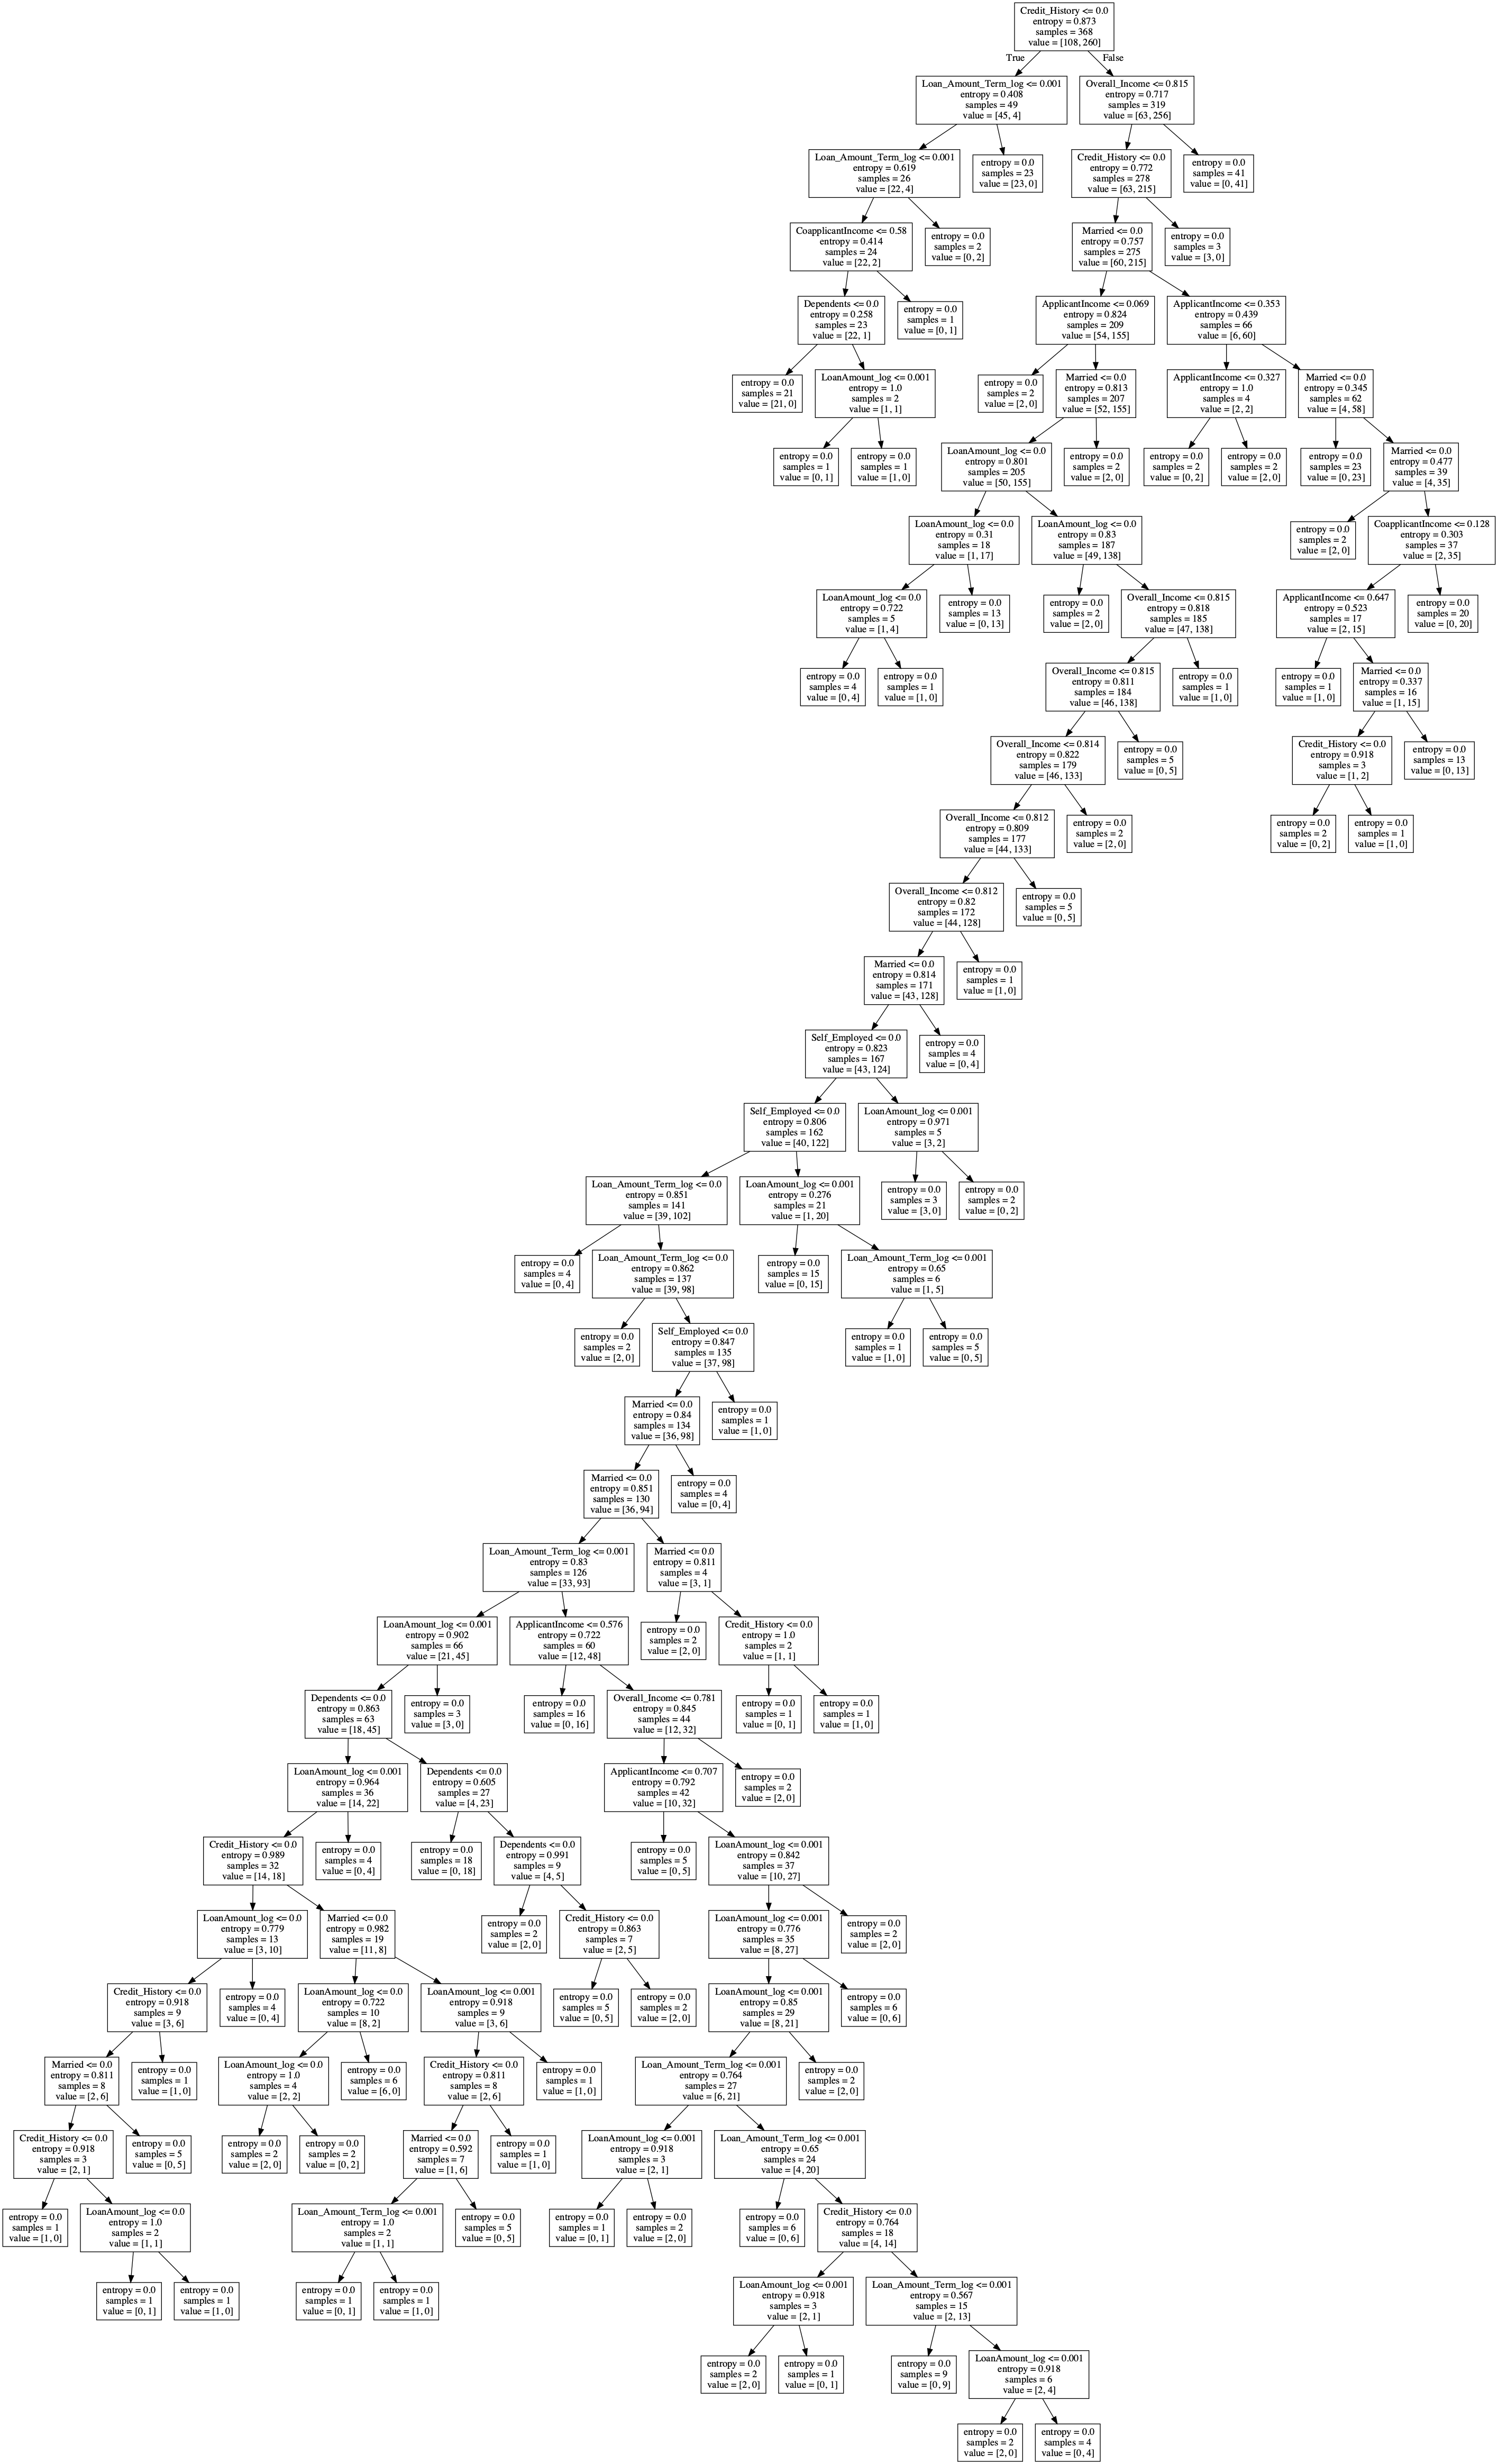 Credit_History <= 0.0
entropy = 0.873
samples = 368
value = [108, 260]
True
False
Loan_Amount_Term_log <= 0.001
entropy = 0.408
samples = 49
value = [45, 4]
Overall_Income <= 0.815
entropy = 0.717
samples = 319
value = [63, 256]
Loan_Amount_Term_log <= 0.001
entropy = 0.619
samples = 26
value = [22, 4]
entropy = 0.0
samples = 23
value = [23, 0]
Credit_History <= 0.0
entropy = 0.772
samples = 278
value = [63, 215]
entropy = 0.0
samples = 41
value = [0, 41]
CoapplicantIncome <= 0.58
entropy = 0.414
samples = 24
value = [22, 2]
entropy = 0.0
samples = 2
value = [0, 2]
Married <= 0.0
entropy = 0.757
samples = 275
value = [60, 215]
entropy = 0.0
samples = 3
value = [3, 0]
Dependents <= 0.0
entropy = 0.258
samples = 23
value = [22, 1]
entropy = 0.0
samples = 1
value = [0, 1]
ApplicantIncome <= 0.069
entropy = 0.824
samples = 209
value = [54, 155]
ApplicantIncome <= 0.353
entropy = 0.439
samples = 66
value = [6, 60]
entropy = 0.0
samples = 21
value = [21, 0]
LoanAmount_log <= 0.001
entropy = 1.0
samples = 2
value = [1, 1]
entropy = 0.0
samples = 2
value = [2, 0]
Married <= 0.0
entropy = 0.813
samples = 207
value = [52, 155]
ApplicantIncome <= 0.327
entropy = 1.0
samples = 4
value = [2, 2]
Married <= 0.0
entropy = 0.345
samples = 62
value = [4, 58]
entropy = 0.0
samples = 1
value = [0, 1]
entropy = 0.0
samples = 1
value = [1, 0]
LoanAmount_log <= 0.0
entropy = 0.801
samples = 205
value = [50, 155]
entropy = 0.0
samples = 2
value = [2, 0]
entropy = 0.0
samples = 2
value = [0, 2]
entropy = 0.0
samples = 2
value = [2, 0]
entropy = 0.0
samples = 23
value = [0, 23]
Married <= 0.0
entropy = 0.477
samples = 39
value = [4, 35]
LoanAmount_log <= 0.0
entropy = 0.31
samples = 18
value = [1, 17]
LoanAmount_log <= 0.0
entropy = 0.83
samples = 187
value = [49, 138]
entropy = 0.0
samples = 2
value = [2, 0]
CoapplicantIncome <= 0.128
entropy = 0.303
samples = 37
value = [2, 35]
LoanAmount_log <= 0.0
entropy = 0.722
samples = 5
value = [1, 4]
entropy = 0.0
samples = 13
value = [0, 13]
entropy = 0.0
samples = 2
value = [2, 0]
Overall_Income <= 0.815
entropy = 0.818
samples = 185
value = [47, 138]
ApplicantIncome <= 0.647
entropy = 0.523
samples = 17
value = [2, 15]
entropy = 0.0
samples = 20
value = [0, 20]
entropy = 0.0
samples = 4
value = [0, 4]
entropy = 0.0
samples = 1
value = [1, 0]
Overall_Income <= 0.815
entropy = 0.811
samples = 184
value = [46, 138]
entropy = 0.0
samples = 1
value = [1, 0]
entropy = 0.0
samples = 1
value = [1, 0]
Married <= 0.0
entropy = 0.337
samples = 16
value = [1, 15]
Overall_Income <= 0.814
entropy = 0.822
samples = 179
value = [46, 133]
entropy = 0.0
samples = 5
value = [0, 5]
Credit_History <= 0.0
entropy = 0.918
samples = 3
value = [1, 2]
entropy = 0.0
samples = 13
value = [0, 13]
Overall_Income <= 0.812
entropy = 0.809
samples = 177
value = [44, 133]
entropy = 0.0
samples = 2
value = [2, 0]
entropy = 0.0
samples = 2
value = [0, 2]
entropy = 0.0
samples = 1
value = [1, 0]
Overall_Income <= 0.812
entropy = 0.82
samples = 172
value = [44, 128]
entropy = 0.0
samples = 5
value = [0, 5]
Married <= 0.0
entropy = 0.814
samples = 171
value = [43, 128]
entropy = 0.0
samples = 1
value = [1, 0]
Self_Employed <= 0.0
entropy = 0.823
samples = 167
value = [43, 124]
entropy = 0.0
samples = 4
value = [0, 4]
Self_Employed <= 0.0
entropy = 0.806
samples = 162
value = [40, 122]
LoanAmount_log <= 0.001
entropy = 0.971
samples = 5
value = [3, 2]
Loan_Amount_Term_log <= 0.0
entropy = 0.851
samples = 141
value = [39, 102]
LoanAmount_log <= 0.001
entropy = 0.276
samples = 21
value = [1, 20]
entropy = 0.0
samples = 3
value = [3, 0]
entropy = 0.0
samples = 2
value = [0, 2]
entropy = 0.0
samples = 4
value = [0, 4]
Loan_Amount_Term_log <= 0.0
entropy = 0.862
samples = 137
value = [39, 98]
entropy = 0.0
samples = 15
value = [0, 15]
Loan_Amount_Term_log <= 0.001
entropy = 0.65
samples = 6
value = [1, 5]
entropy = 0.0
samples = 2
value = [2, 0]
Self_Employed <= 0.0
entropy = 0.847
samples = 135
value = [37, 98]
entropy = 0.0
samples = 1
value = [1, 0]
entropy = 0.0
samples = 5
value = [0, 5]
Married <= 0.0
entropy = 0.84
samples = 134
value = [36, 98]
entropy = 0.0
samples = 1
value = [1, 0]
Married <= 0.0
entropy = 0.851
samples = 130
value = [36, 94]
entropy = 0.0
samples = 4
value = [0, 4]
Loan_Amount_Term_log <= 0.001
entropy = 0.83
samples = 126
value = [33, 93]
Married <= 0.0
entropy = 0.811
samples = 4
value = [3, 1]
LoanAmount_log <= 0.001
entropy = 0.902
samples = 66
value = [21, 45]
ApplicantIncome <= 0.576
entropy = 0.722
samples = 60
value = [12, 48]
entropy = 0.0
samples = 2
value = [2, 0]
Credit_History <= 0.0
entropy = 1.0
samples = 2
value = [1, 1]
Dependents <= 0.0
entropy = 0.863
samples = 63
value = [18, 45]
entropy = 0.0
samples = 3
value = [3, 0]
entropy = 0.0
samples = 16
value = [0, 16]
Overall_Income <= 0.781
entropy = 0.845
samples = 44
value = [12, 32]
entropy = 0.0
samples = 1
value = [0, 1]
entropy = 0.0
samples = 1
value = [1, 0]
LoanAmount_log <= 0.001
entropy = 0.964
samples = 36
value = [14, 22]
Dependents <= 0.0
entropy = 0.605
samples = 27
value = [4, 23]
ApplicantIncome <= 0.707
entropy = 0.792
samples = 42
value = [10, 32]
entropy = 0.0
samples = 2
value = [2, 0]
Credit_History <= 0.0
entropy = 0.989
samples = 32
value = [14, 18]
entropy = 0.0
samples = 4
value = [0, 4]
entropy = 0.0
samples = 18
value = [0, 18]
Dependents <= 0.0
entropy = 0.991
samples = 9
value = [4, 5]
entropy = 0.0
samples = 5
value = [0, 5]
LoanAmount_log <= 0.001
entropy = 0.842
samples = 37
value = [10, 27]
LoanAmount_log <= 0.0
entropy = 0.779
samples = 13
value = [3, 10]
Married <= 0.0
entropy = 0.982
samples = 19
value = [11, 8]
entropy = 0.0
samples = 2
value = [2, 0]
Credit_History <= 0.0
entropy = 0.863
samples = 7
value = [2, 5]
LoanAmount_log <= 0.001
entropy = 0.776
samples = 35
value = [8, 27]
entropy = 0.0
samples = 2
value = [2, 0]
Credit_History <= 0.0
entropy = 0.918
samples = 9
value = [3, 6]
entropy = 0.0
samples = 4
value = [0, 4]
LoanAmount_log <= 0.0
entropy = 0.722
samples = 10
value = [8, 2]
LoanAmount_log <= 0.001
entropy = 0.918
samples = 9
value = [3, 6]
entropy = 0.0
samples = 5
value = [0, 5]
entropy = 0.0
samples = 2
value = [2, 0]
LoanAmount_log <= 0.001
entropy = 0.85
samples = 29
value = [8, 21]
entropy = 0.0
samples = 6
value = [0, 6]
Married <= 0.0
entropy = 0.811
samples = 8
value = [2, 6]
entropy = 0.0
samples = 1
value = [1, 0]
LoanAmount_log <= 0.0
entropy = 1.0
samples = 4
value = [2, 2]
entropy = 0.0
samples = 6
value = [6, 0]
Credit_History <= 0.0
entropy = 0.811
samples = 8
value = [2, 6]
entropy = 0.0
samples = 1
value = [1, 0]
Loan_Amount_Term_log <= 0.001
entropy = 0.764
samples = 27
value = [6, 21]
entropy = 0.0
samples = 2
value = [2, 0]
Credit_History <= 0.0
entropy = 0.918
samples = 3
value = [2, 1]
entropy = 0.0
samples = 5
value = [0, 5]
entropy = 0.0
samples = 2
value = [2, 0]
entropy = 0.0
samples = 2
value = [0, 2]
Married <= 0.0
entropy = 0.592
samples = 7
value = [1, 6]
entropy = 0.0
samples = 1
value = [1, 0]
LoanAmount_log <= 0.001
entropy = 0.918
samples = 3
value = [2, 1]
Loan_Amount_Term_log <= 0.001
entropy = 0.65
samples = 24
value = [4, 20]
entropy = 0.0
samples = 1
value = [1, 0]
LoanAmount_log <= 0.0
entropy = 1.0
samples = 2
value = [1, 1]
Loan_Amount_Term_log <= 0.001
entropy = 1.0
samples = 2
value = [1, 1]
entropy = 0.0
samples = 5
value = [0, 5]
entropy = 0.0
samples = 1
value = [0, 1]
entropy = 0.0
samples = 2
value = [2, 0]
entropy = 0.0
samples = 6
value = [0, 6]
Credit_History <= 0.0
entropy = 0.764
samples = 18
value = [4, 14]
entropy = 0.0
samples = 1
value = [0, 1]
entropy = 0.0
samples = 1
value = [1, 0]
entropy = 0.0
samples = 1
value = [0, 1]
entropy = 0.0
samples = 1
value = [1, 0]
LoanAmount_log <= 0.001
entropy = 0.918
samples = 3
value = [2, 1]
Loan_Amount_Term_log <= 0.001
entropy = 0.567
samples = 15
value = [2, 13]
entropy = 0.0
samples = 2
value = [2, 0]
entropy = 0.0
samples = 1
value = [0, 1]
entropy = 0.0
samples = 9
value = [0, 9]
LoanAmount_log <= 0.001
entropy = 0.918
samples = 6
value = [2, 4]
entropy = 0.0
samples = 2
value = [2, 0]
entropy = 0.0
samples = 4
value = [0, 4]